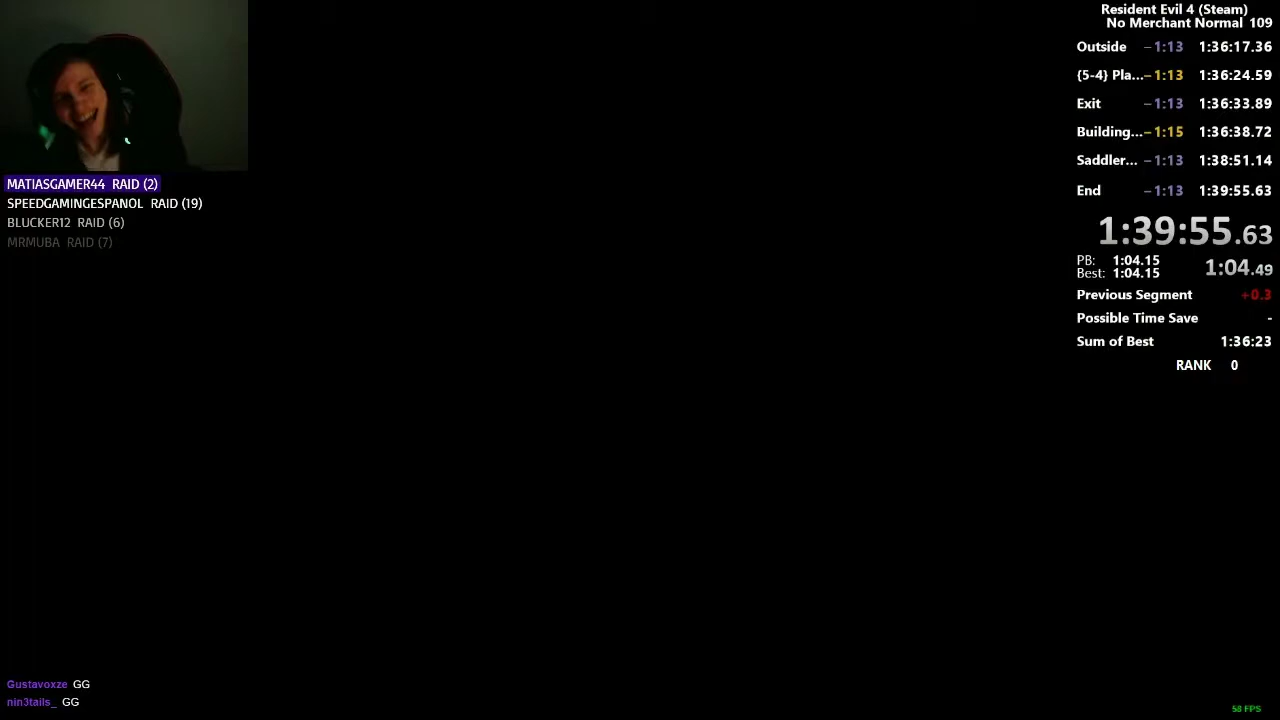 Resident Evil 4 (Steam)
No Merchant Normal 109
Outside −1:13 1:36:17.36
(5-4) Pla...−1:13 1:36:24.59
Exit −1:13 1:36:33.89
Building...−1:15 1:36:38.72
Saddler... −1:13 1:38:51.14
End −1:13 1:39:55.63
1:39:55.63
PB: 1:04.15
Best: 1:04.15
1:04.49
Previous Segment +0.3
Possible Time Save -
Sum of Best 1:36:23
RANK 0
MATIASGAMER44 RAID (2)
SPEEDGAMINGESPANOL RAID (19)
BLUCKER12 RAID (6)
MRMUBA RAID (7)
Gustavoxze GG
nin3tails_ GG
58 FPS